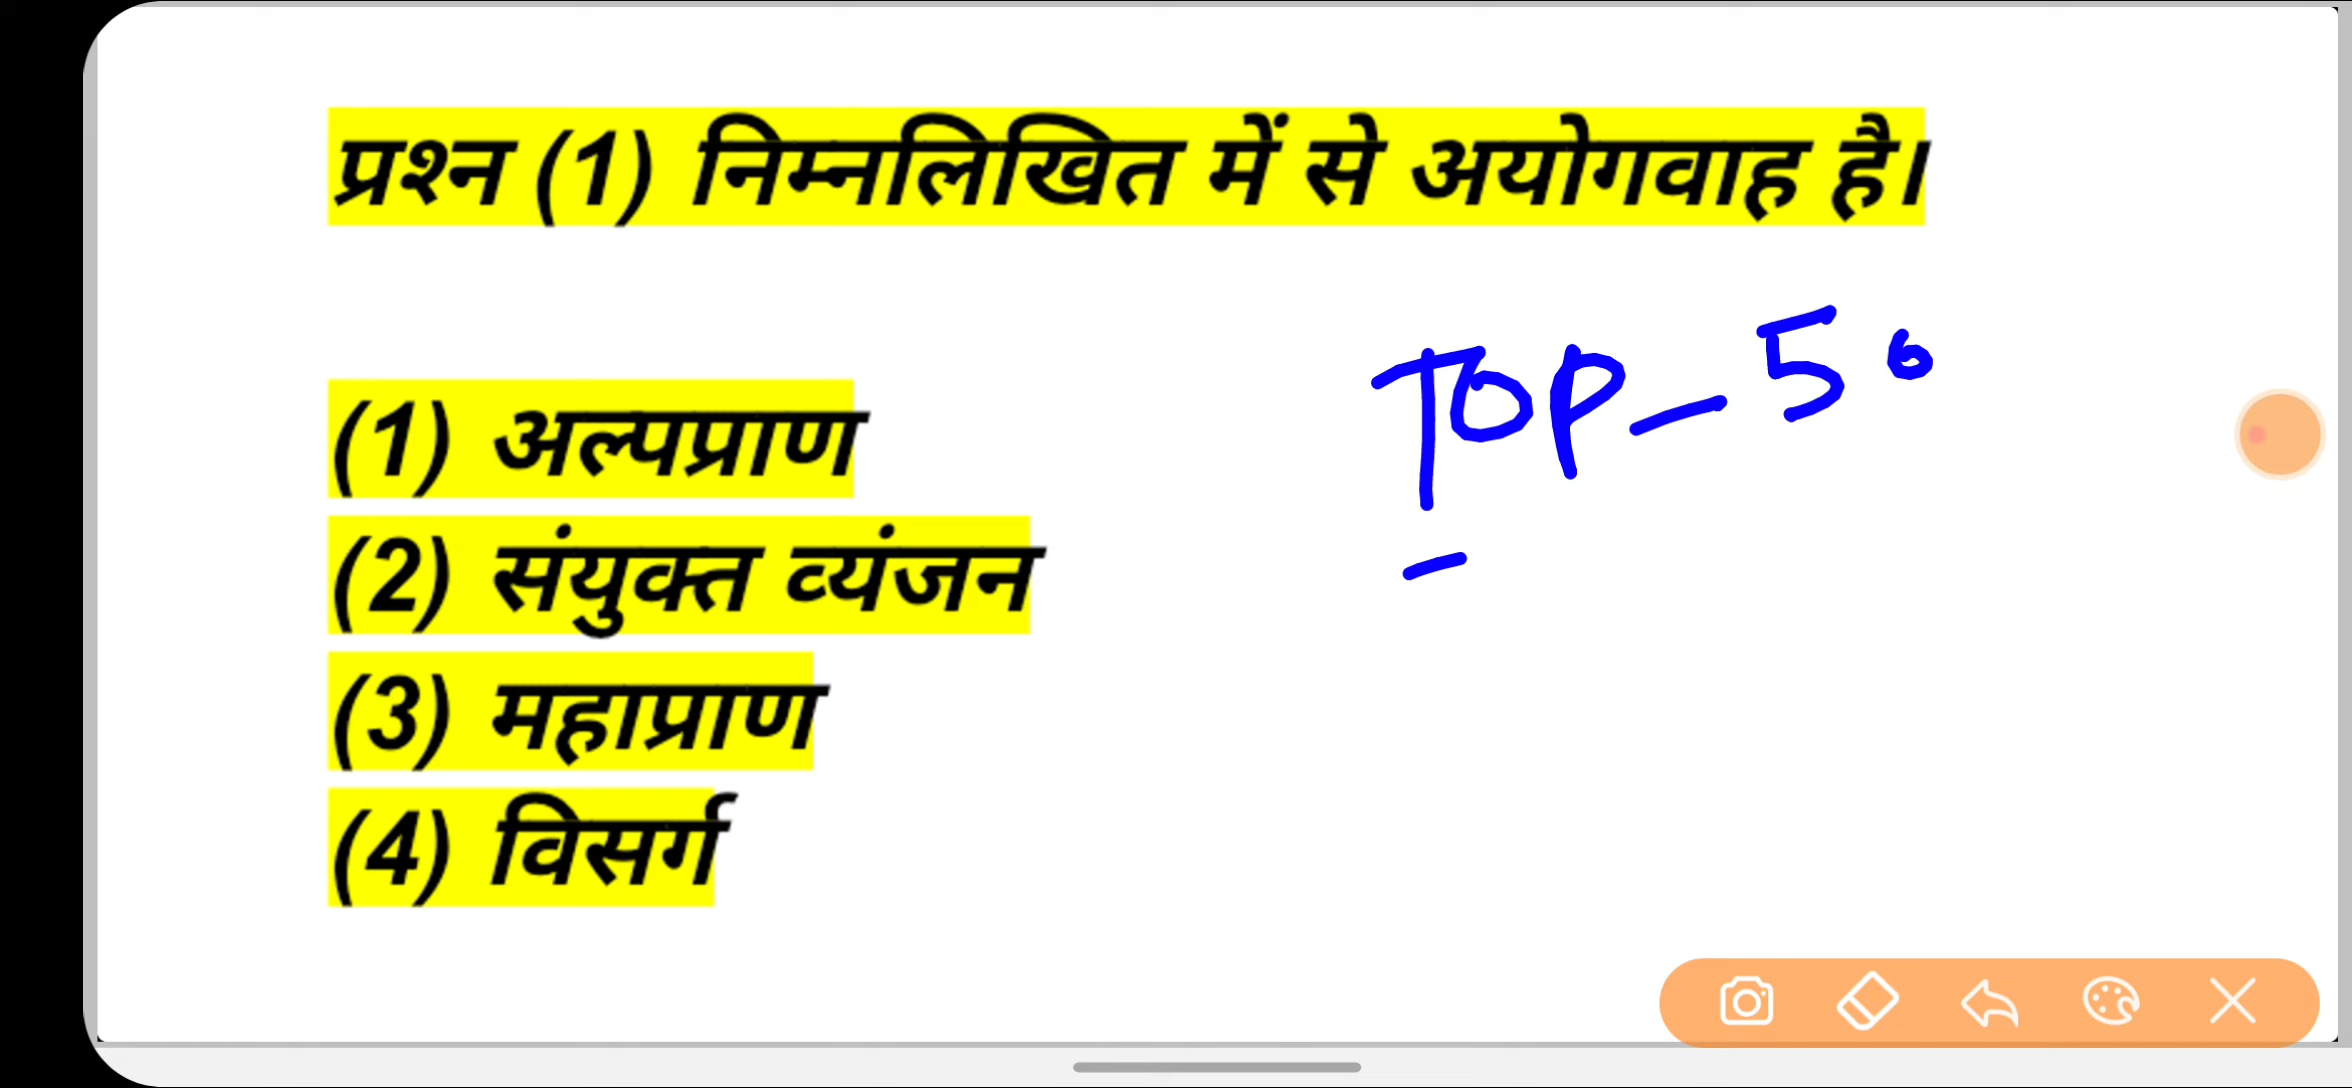 प्रश्न (1) निम्नलिखित में से अयोगवाह है।
TOP - 50
(1) अल्पप्राण
(2) संयुक्त व्यंजन
(3) महाप्राण
(4) विसर्ग